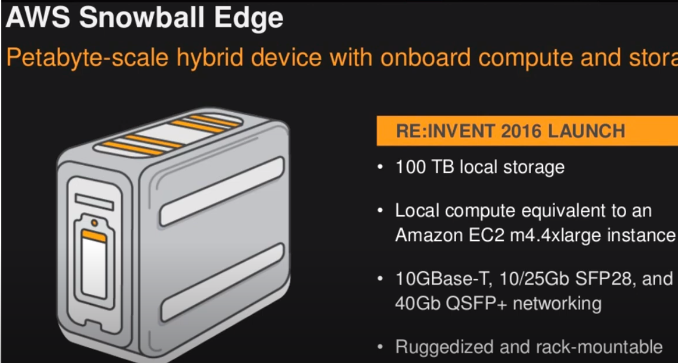 AWS Snowball Edge
Petabyte-scale hybrid device with onboard compute and
RE:INVENT 2016 LAUNCH
• 100 TB local storage
• Local compute equivalent to an
Amazon EC2 m4.4xlarge instance
• 10GBase-T, 10/25Gb SFP28, and
40Gb QSFP+ networking
• Ruggedized and rack-mountable